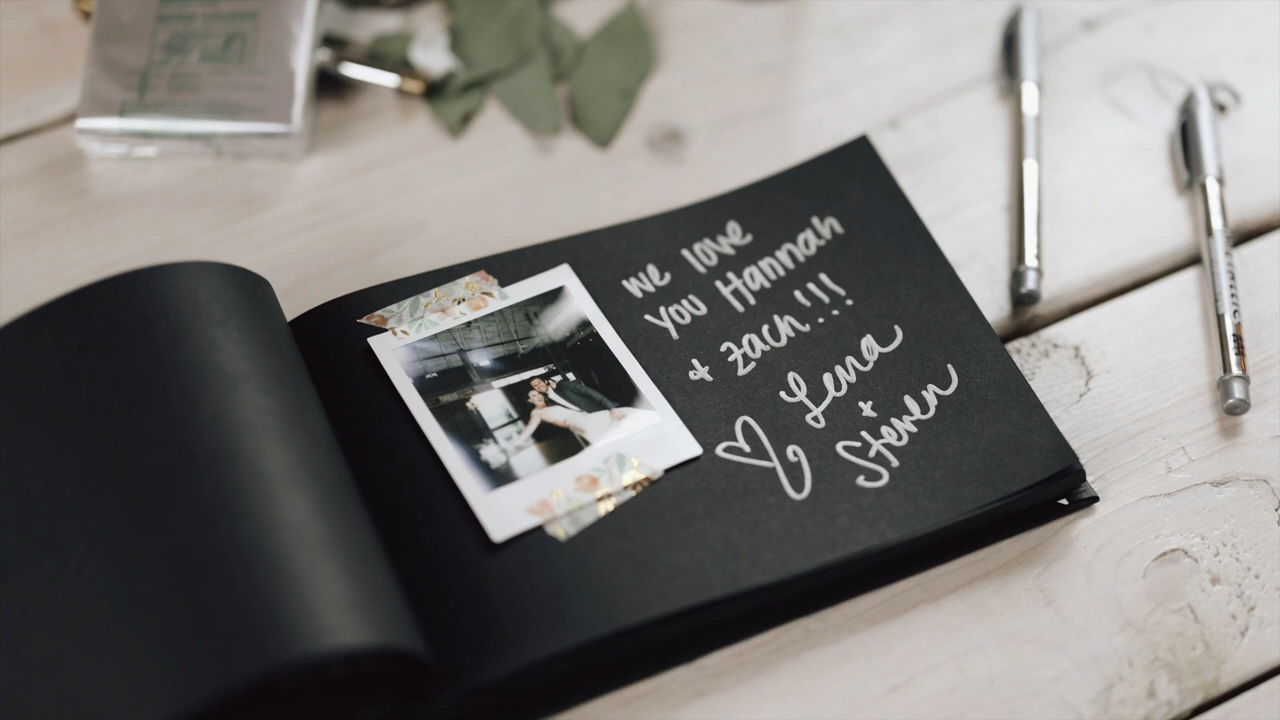 we love
you Hannah
+ zach!!!
Lena
+
Steven